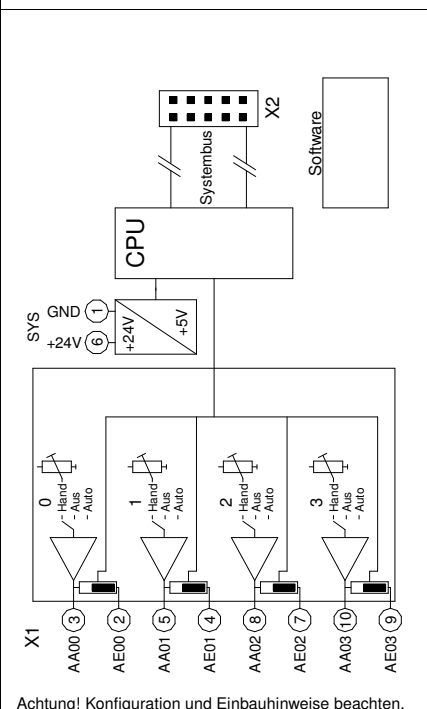 X2
Systembus
Software
CPU
SYS
GND 1
+24V 6
+24V
+5V
0
- Hand
- Aus
- Auto
1
- Hand
- Aus
- Auto
2
- Hand
- Aus
- Auto
3
- Hand
- Aus
- Auto
X1
AA00 3
AE00 2
AA01 5
AE01 4
AA02 8
AE02 7
AA03 10
AE03 9
Achtung! Konfiguration und Einbauhinweise beachten.